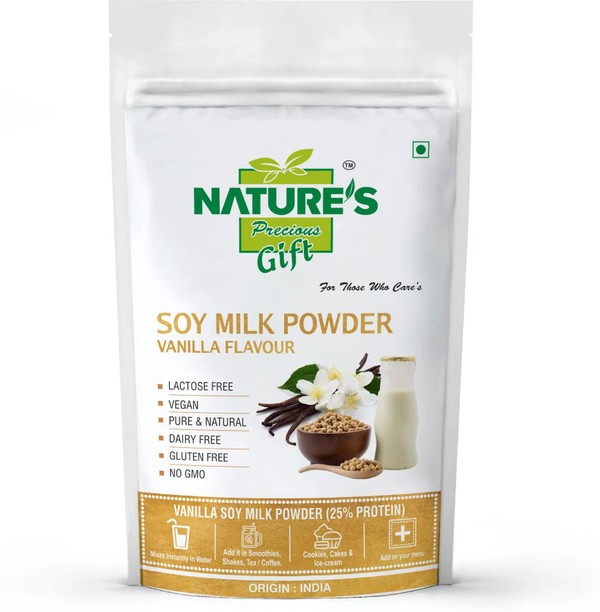 TM
NATURE'S
Precious
Gift
For Those Who Care's
SOY MILK POWDER
VANILLA FLAVOUR
LACTOSE FREE
VEGAN
PURE & NATURAL
DAIRY FREE
GLUTEN FREE
NO GMO
VANILLA SOY MILK POWDER (25% PROTEIN)
Mixes Instantly in Water
Add it in Smoothies,
Shakes, Tea / Coffee.
Cookies, Cakes &
Ice-cream
Add on your menu
ORIGIN : INDIA